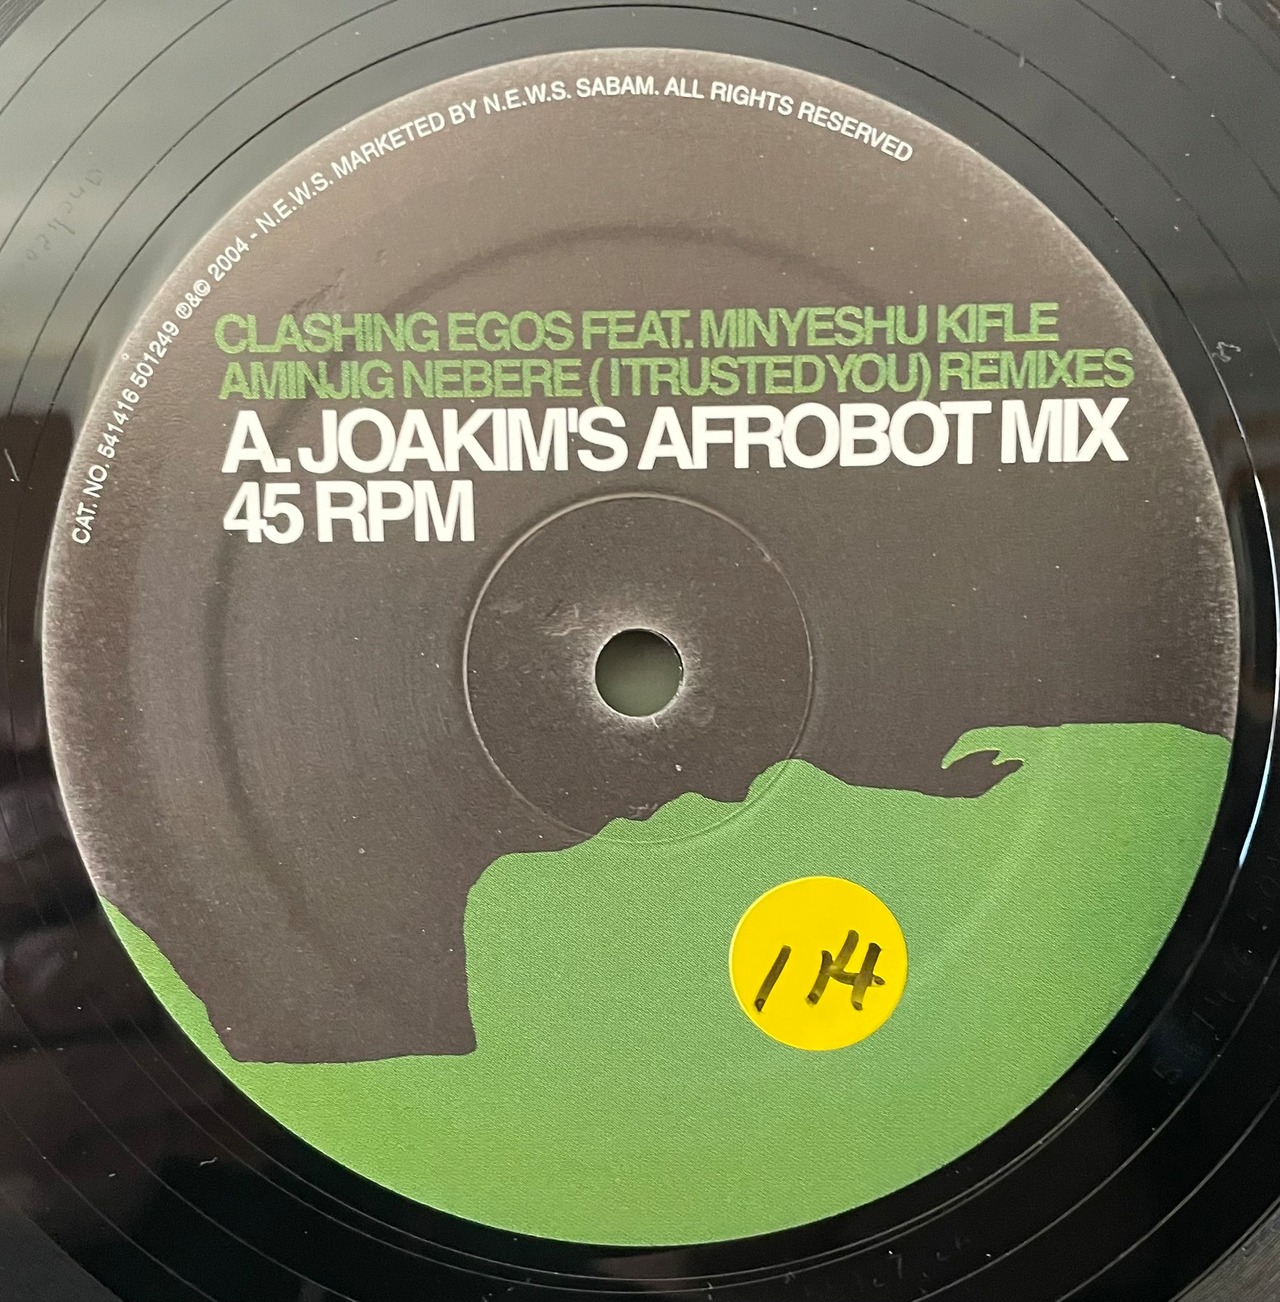 CAT. NO. 541416 501249 ℗&© 2004 - N.E.W.S. MARKETED BY N.E.W.S. SABAM. ALL RIGHTS RESERVED
CLASHING EGOS FEAT. MINYESHU KIFLE
AMINJIG NEBERE ( I TRUSTED YOU) REMIXES
A. JOAKIM'S AFROBOT MIX
45 RPM
114